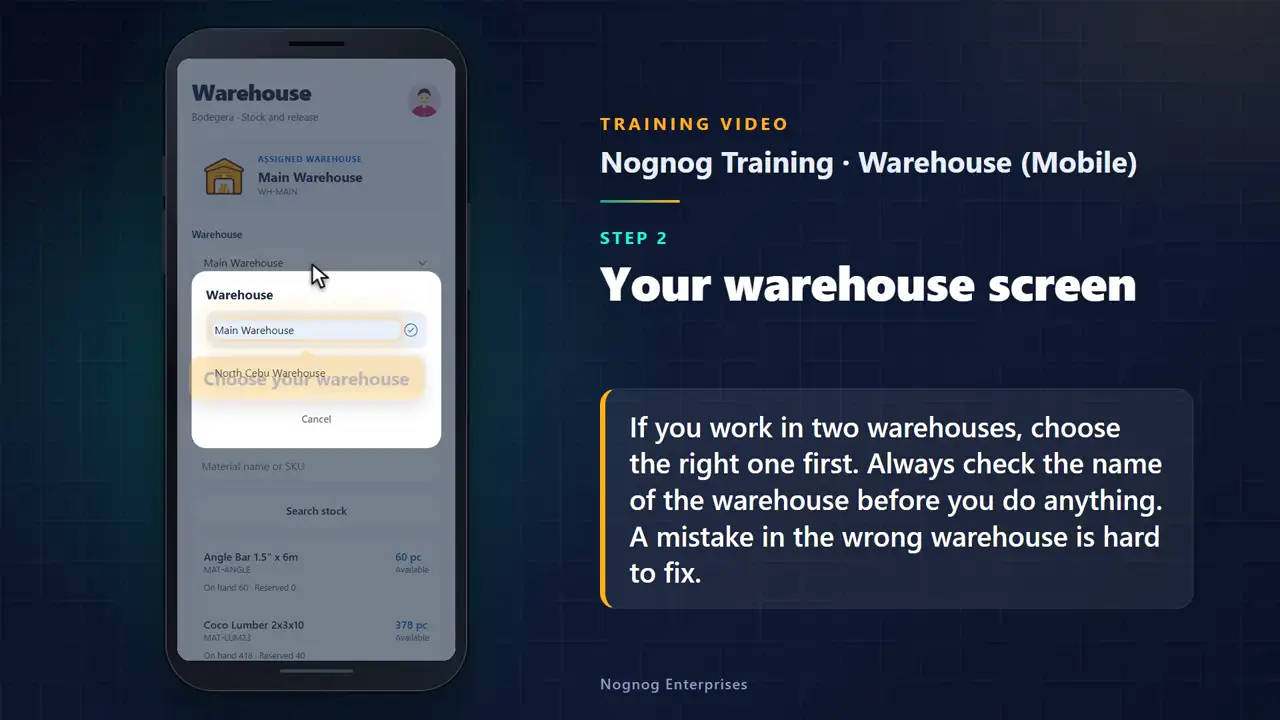 Warehouse
Bodegera · Stock and release
ASSIGNED WAREHOUSE
Main Warehouse
WH-MAIN
Warehouse
Main Warehouse
Warehouse
Main Warehouse
North Cebu Warehouse
Choose your warehouse
Cancel
Material name or SKU
Search stock
Angle Bar 1.5" x 6m
60 pc
MAT-ANGLE
Available
On hand 60 · Reserved 0
Coco Lumber 2x3x10
378 pc
MAT-LUM23
Available
On hand 418 · Reserved 40
TRAINING VIDEO
Nognog Training · Warehouse (Mobile)
STEP 2
Your warehouse screen
If you work in two warehouses, choose
the right one first. Always check the name
of the warehouse before you do anything.
A mistake in the wrong warehouse is hard
to fix.
Nognog Enterprises